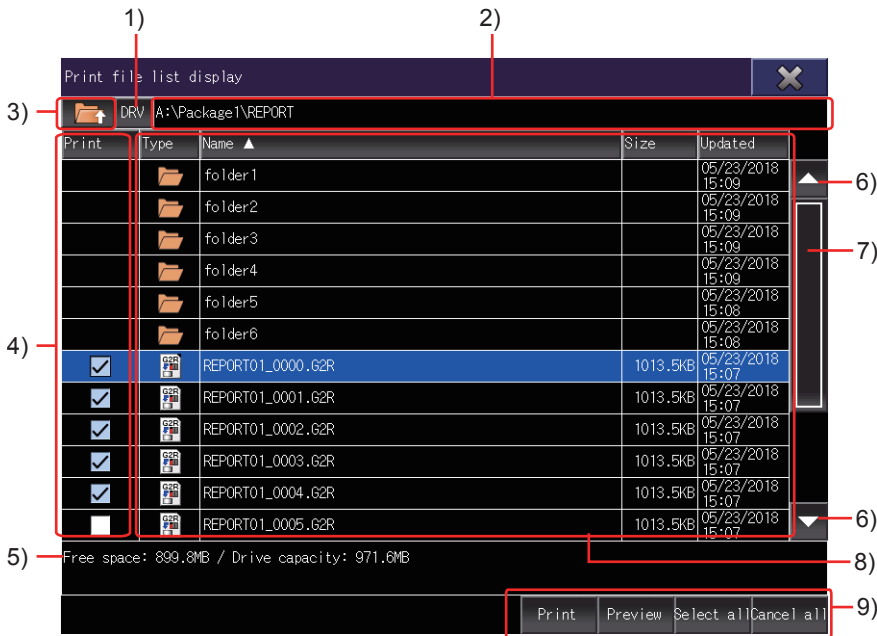 1)
2)
Print file list display
3)
DRV A:\Package1\REPORT
Print Type Name ▲ Size Updated
folder1 05/23/2018 15:09
6)
folder2 05/23/2018 15:09
folder3 05/23/2018 15:09
7)
folder4 05/23/2018 15:09
folder5 05/23/2018 15:08
folder6 05/23/2018 15:08
4)
G2R REPORT01_0000.G2R 1013.5KB 05/23/2018 15:07
G2R REPORT01_0001.G2R 1013.5KB 05/23/2018 15:07
G2R REPORT01_0002.G2R 1013.5KB 05/23/2018 15:07
G2R REPORT01_0003.G2R 1013.5KB 05/23/2018 15:07
G2R REPORT01_0004.G2R 1013.5KB 05/23/2018 15:07
G2R REPORT01_0005.G2R 1013.5KB 05/23/2018 15:07
6)
5)
Free space: 899.8MB / Drive capacity: 971.6MB
8)
Print Preview Select all Cancel all
9)